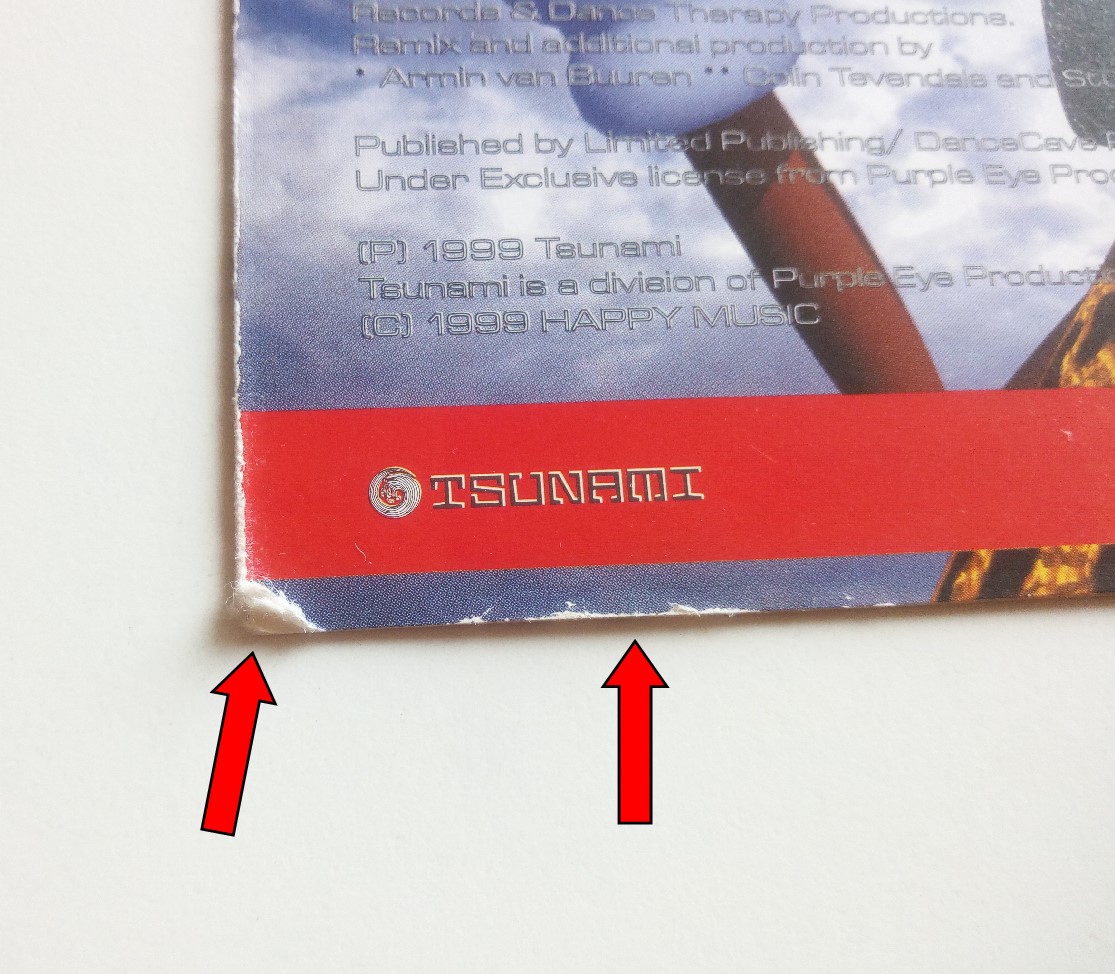 Records & Dance Therapy Productions.
Remix and additional production by
* Armin van Buuren ** Colin Tevendale and
Published by Limited Publishing/ DanceCave
Under Exclusive license from Purple Eye
(P) 1999 Tsunami
Tsunami is a division of Purple Eye
(C) 1999 HAPPY MUSIC
TSUNAMI